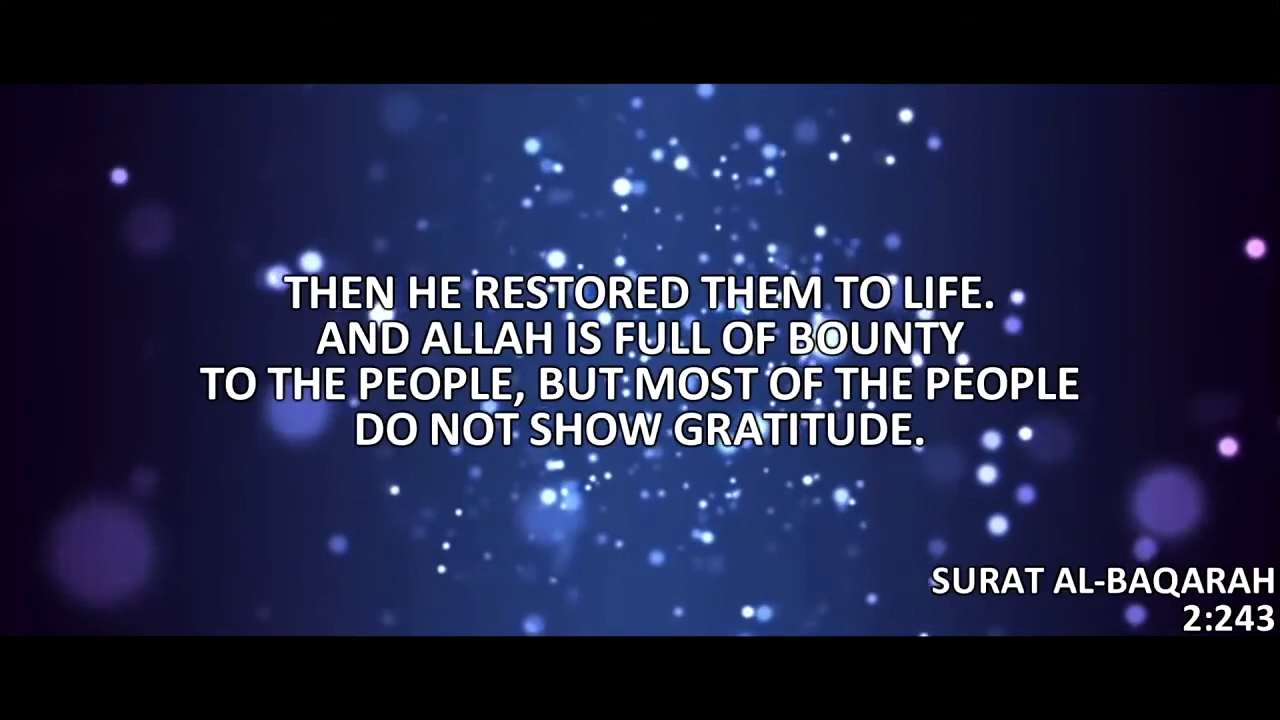 THEN HE RESTORED THEM TO LIFE.
AND ALLAH IS FULL OF BOUNTY
TO THE PEOPLE, BUT MOST OF THE PEOPLE
DO NOT SHOW GRATITUDE.
SURAT AL-BAQARAH
2:243